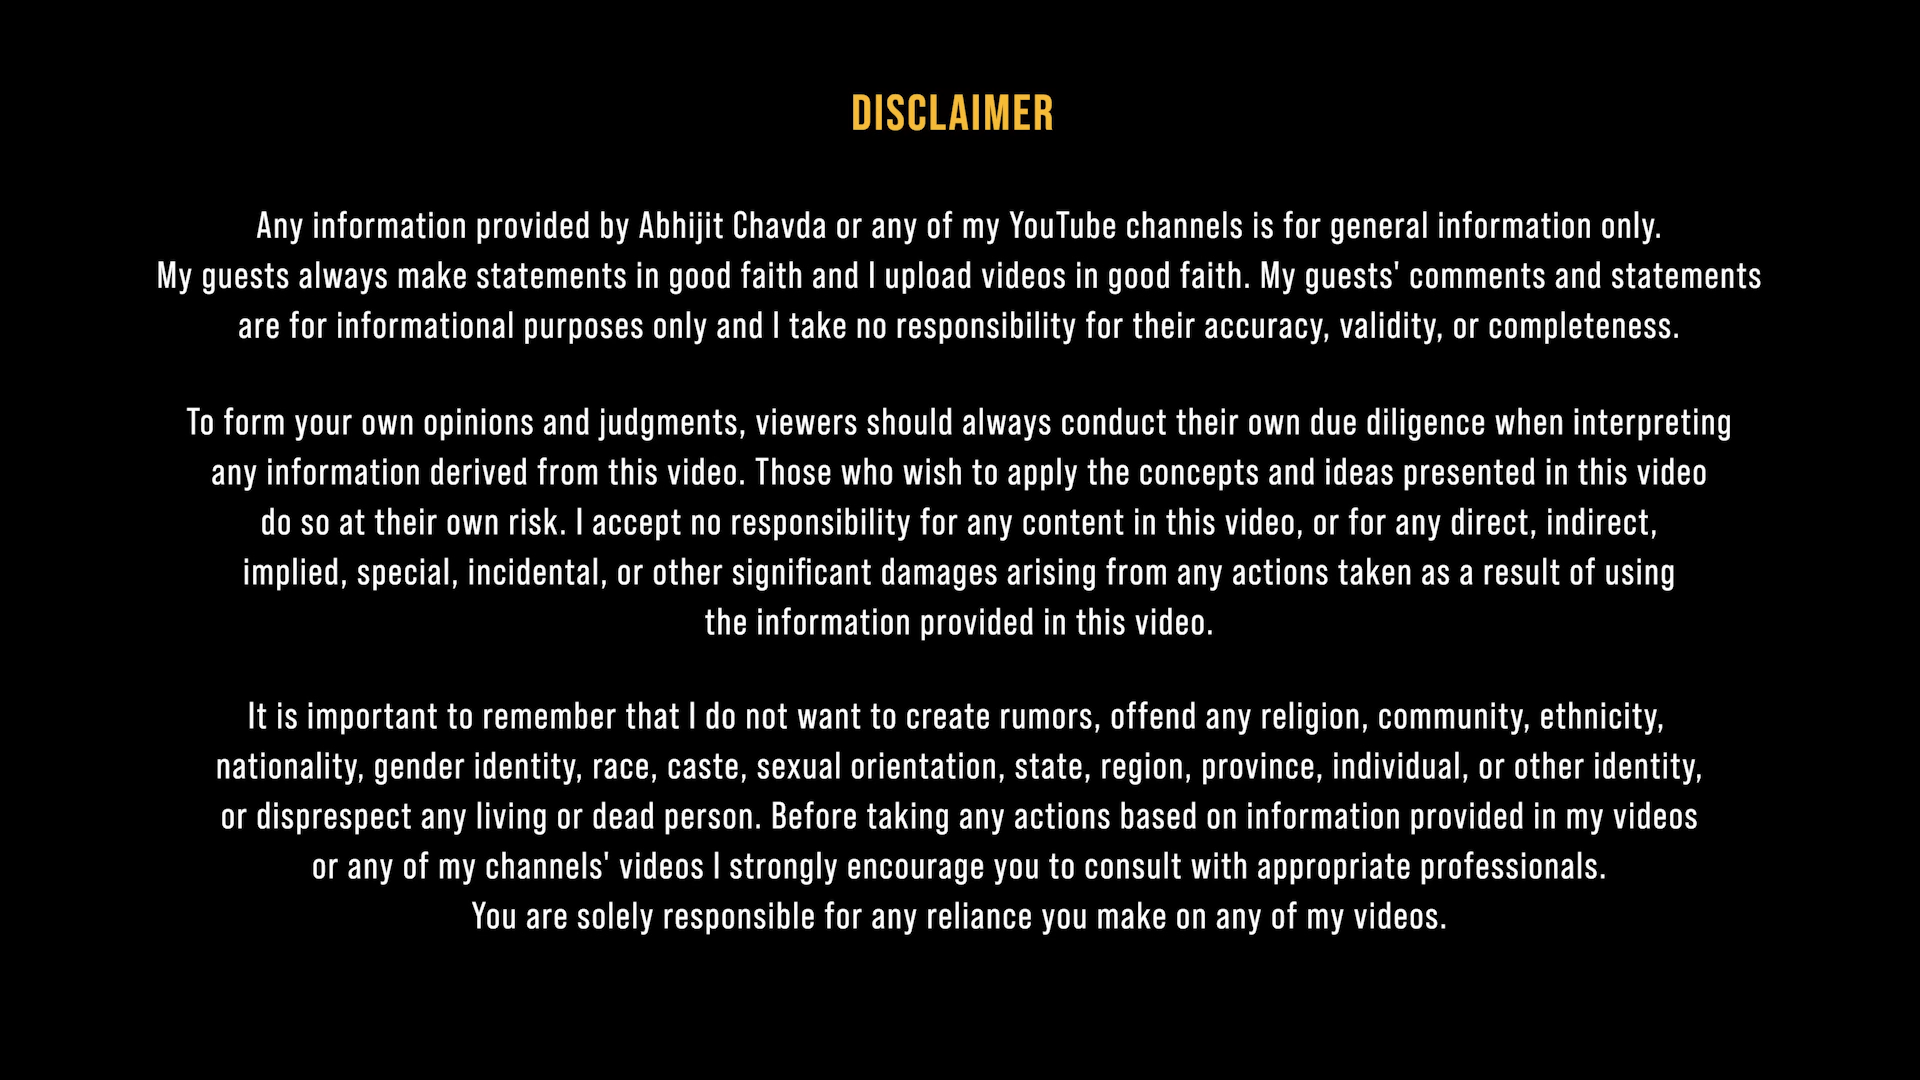 DISCLAIMER
Any information provided by Abhijit Chavda or any of my YouTube channels is for general information only.
My guests always make statements in good faith and I upload videos in good faith. My guests' comments and statements
are for informational purposes only and I take no responsibility for their accuracy, validity, or completeness.
To form your own opinions and judgments, viewers should always conduct their own due diligence when interpreting
any information derived from this video. Those who wish to apply the concepts and ideas presented in this video
do so at their own risk. I accept no responsibility for any content in this video, or for any direct, indirect,
implied, special, incidental, or other significant damages arising from any actions taken as a result of using
the information provided in this video.
It is important to remember that I do not want to create rumors, offend any religion, community, ethnicity,
nationality, gender identity, race, caste, sexual orientation, state, region, province, individual, or other identity,
or disprespect any living or dead person. Before taking any actions based on information provided in my videos
or any of my channels' videos I strongly encourage you to consult with appropriate professionals.
You are solely responsible for any reliance you make on any of my videos.